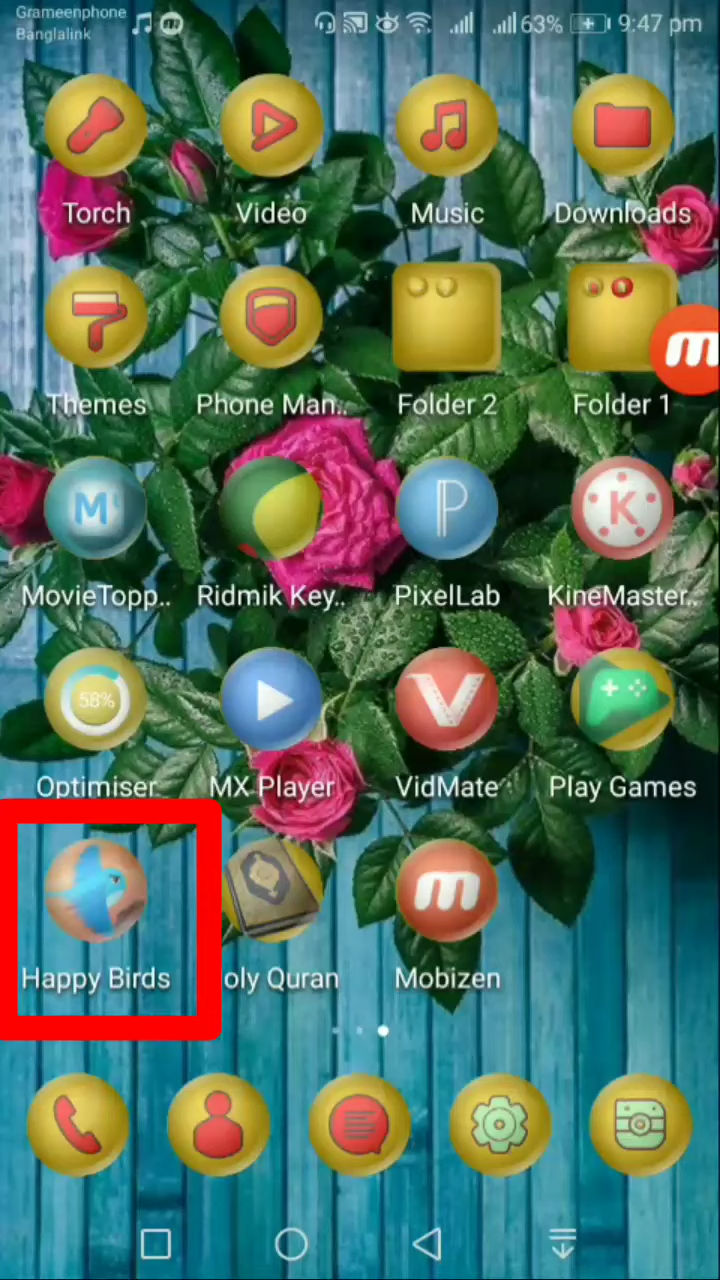 Grameenphone
Banglalink
63% 9:47 pm
Torch Video Music Downloads
Themes Phone Man.. Folder 2 Folder 1
MovieTopp.. Ridmik Key.. PixelLab KineMaster..
58%
Optimiser MX Player VidMate Play Games
Happy Birds oly Quran Mobizen